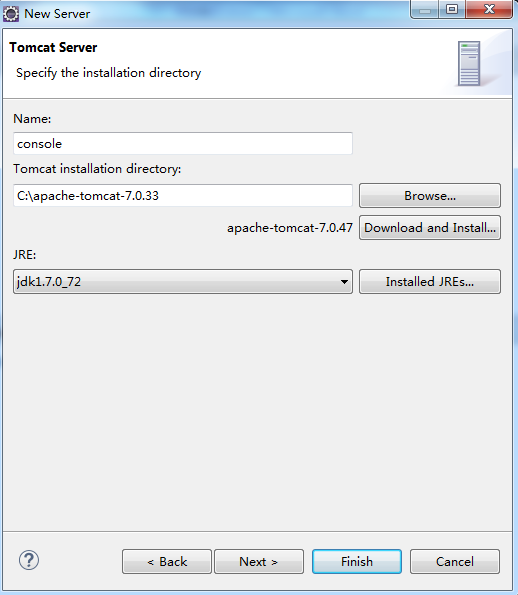 New Server
Tomcat Server
Specify the installation directory
Name:
console
Tomcat installation directory:
C:\apache-tomcat-7.0.33
Browse...
apache-tomcat-7.0.47
Download and Install...
JRE:
jdk1.7.0_72
Installed JREs...
?
< Back
Next >
Finish
Cancel